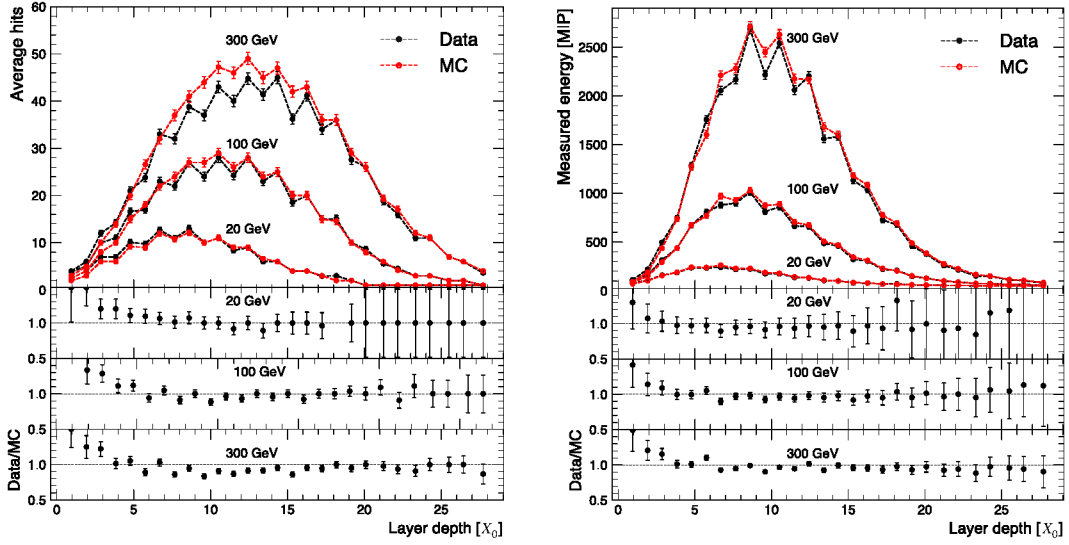 Average hits
60
50
40
30
20
10
0
300 GeV
100 GeV
20 GeV
Data
MC
20 GeV
1.0
0.5
100 GeV
1.0
0.5
300 GeV
1.0
0.5
Data/MC
0 5 10 15 20 25
Layer depth [X₀]
Measured energy [MIP]
2500
2000
1500
1000
500
0
300 GeV
100 GeV
20 GeV
Data
MC
20 GeV
1.0
0.5
100 GeV
1.0
0.5
300 GeV
1.0
0.5
Data/MC
0 5 10 15 20 25
Layer depth [X₀]